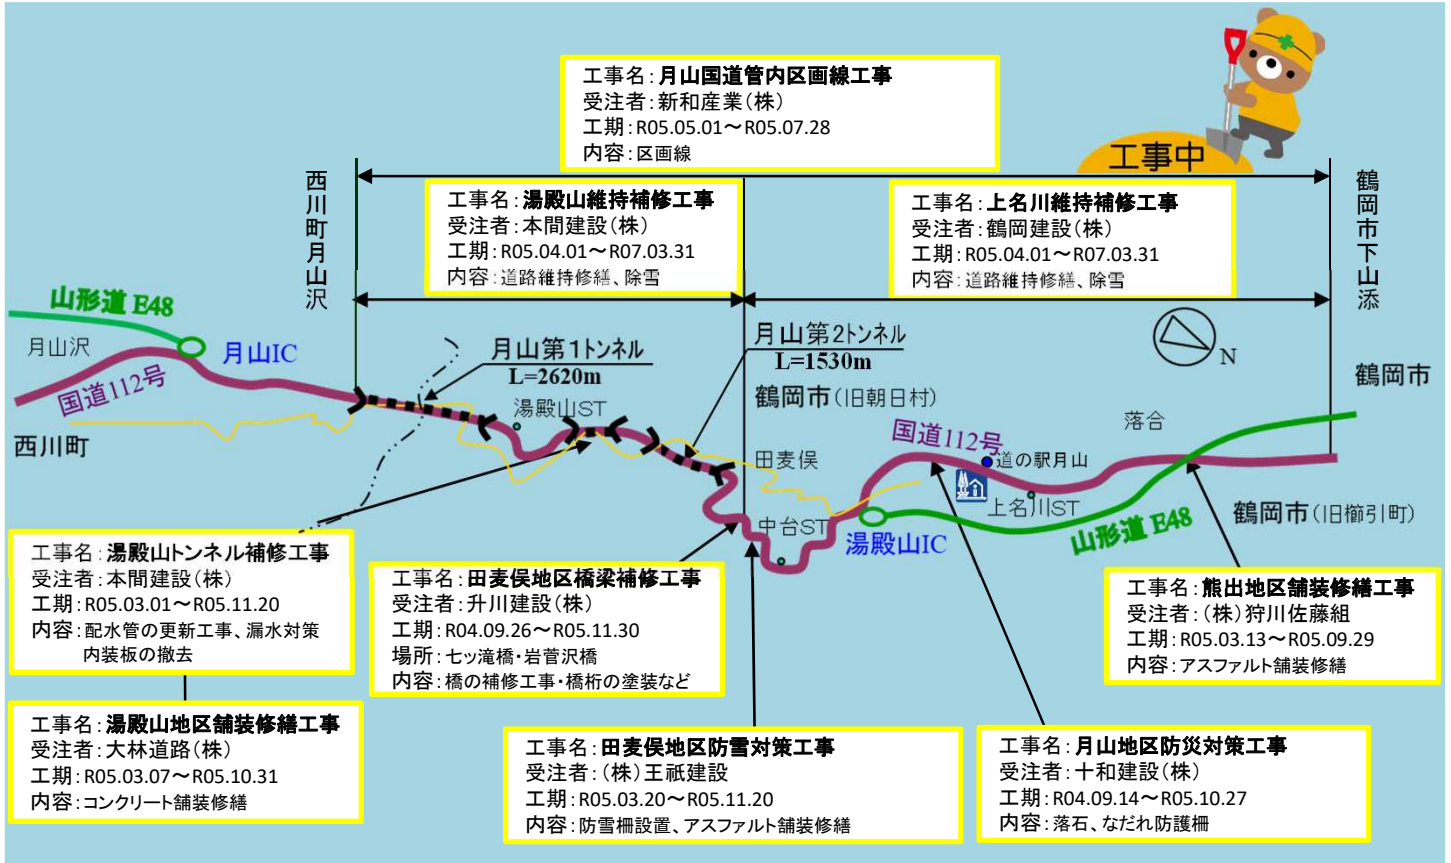 工事名：月山国道管内区画線工事
受注者：新和産業（株）
工期：R05.05.01～R05.07.28
内容：区画線
工事中
西川町月山沢
工事名：湯殿山維持補修工事
受注者：本間建設（株）
工期：R05.04.01～R07.03.31
内容：道路維持修繕、除雪
工事名：上名川維持補修工事
受注者：鶴岡建設（株）
工期：R05.04.01～R07.03.31
内容：道路維持修繕、除雪
鶴岡市下山添
山形道 E48
月山沢
月山IC
国道112号
西川町
月山第1トンネル
L=2620m
湯殿山ST
月山第2トンネル
L=1530m
鶴岡市（旧朝日村）
田麦俣
中台ST
国道112号
道の駅月山
上名川ST
湯殿山IC
山形道 E48
落合
N
鶴岡市
鶴岡市（旧櫛引町）
工事名：湯殿山トンネル補修工事
受注者：本間建設（株）
工期：R05.03.01～R05.11.20
内容：配水管の更新工事、漏水対策
内装板の撤去
工事名：田麦俣地区橋梁補修工事
受注者：升川建設（株）
工期：R04.09.26～R05.11.30
場所：七ッ滝橋・岩菅沢橋
内容：橋の補修工事・橋桁の塗装など
工事名：熊出地区舗装修繕工事
受注者：（株）狩川佐藤組
工期：R05.03.13～R05.09.29
内容：アスファルト舗装修繕
工事名：湯殿山地区舗装修繕工事
受注者：大林道路（株）
工期：R05.03.07～R05.10.31
内容：コンクリート舗装修繕
工事名：田麦俣地区防雪対策工事
受注者：（株）王祇建設
工期：R05.03.20～R05.11.20
内容：防雪柵設置、アスファルト舗装修繕
工事名：月山地区防災対策工事
受注者：十和建設（株）
工期：R04.09.14～R05.10.27
内容：落石、なだれ防護柵